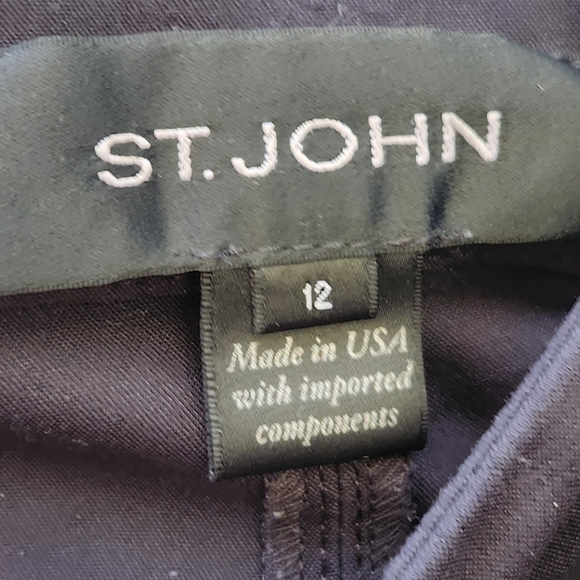 ST. JOHN
12
Made in USA
with imported
components